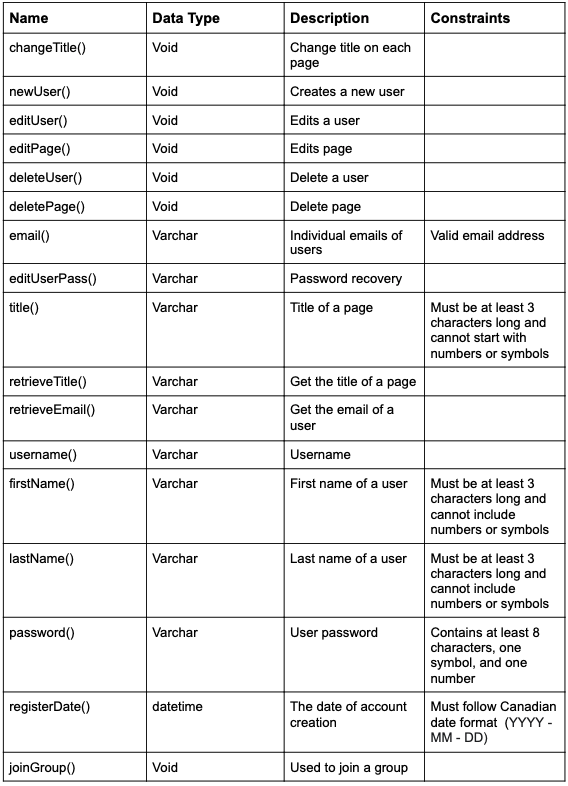 Name Data Type Description Constraints
changeTitle() Void Change title on each
page
newUser() Void Creates a new user
editUser() Void Edits a user
editPage() Void Edits page
deleteUser() Void Delete a user
deletePage() Void Delete page
email() Varchar Individual emails of Valid email address
users
editUserPass() Varchar Password recovery
title() Varchar Title of a page Must be at least 3
characters long and
cannot start with
numbers or symbols
retrieveTitle() Varchar Get the title of a page
retrieveEmail() Varchar Get the email of a
user
username() Varchar Username
firstName() Varchar First name of a user Must be at least 3
characters long and
cannot include
numbers or symbols
lastName() Varchar Last name of a user Must be at least 3
characters long and
cannot include
numbers or symbols
password() Varchar User password Contains at least 8
characters, one
symbol, and one
number
registerDate() datetime The date of account Must follow Canadian
creation date format (YYYY -
MM - DD)
joinGroup() Void Used to join a group